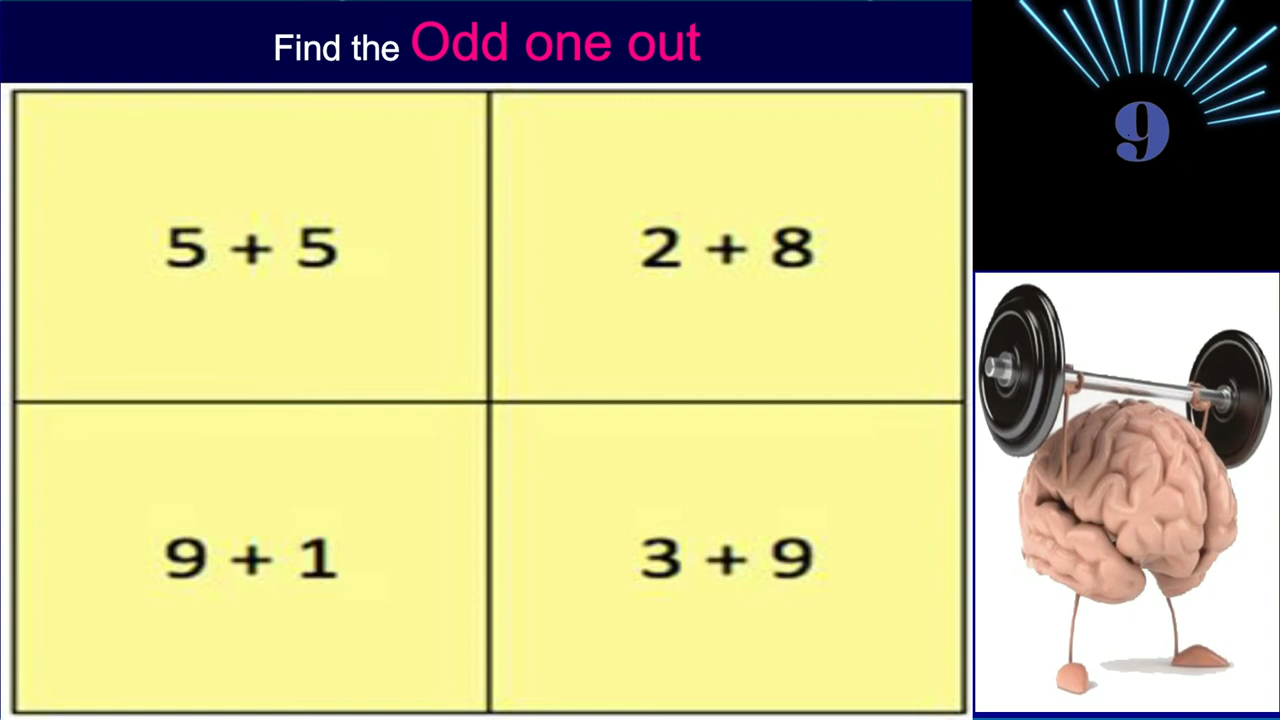 Find the Odd one out
9
5 + 5
2 + 8
9 + 1
3 + 9